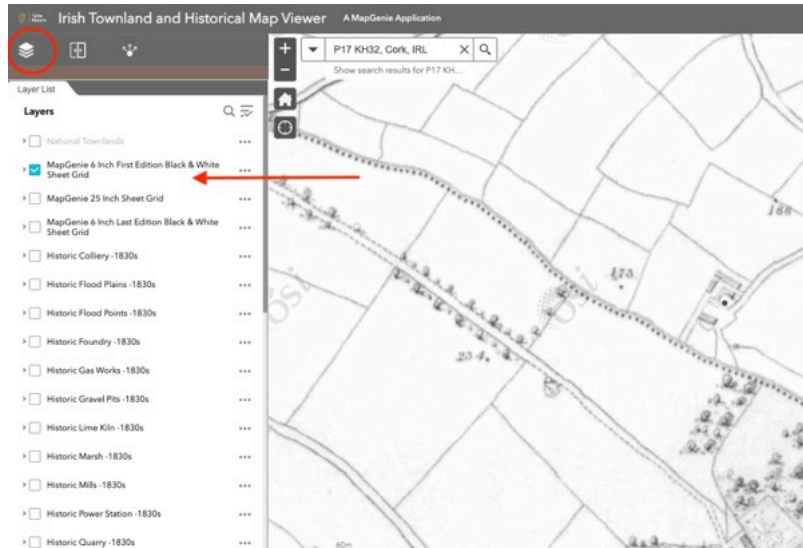 Irish Townland and Historical Map Viewer A MapGenie Application
P17 KH32, Cork, IRL
Show search results for P17 KH...
Layer List
Layers
National Townlands
MapGenie 6 Inch First Edition Black & White
Sheet Grid
MapGenie 25 Inch Sheet Grid
MapGenie 6 Inch Last Edition Black & White
Sheet Grid
Historic Colliery -1830s
Historic Flood Plains -1830s
Historic Flood Points -1830s
Historic Foundry -1830s
Historic Gas Works -1830s
Historic Gravel Pits -1830s
Historic Lime Kiln -1830s
Historic Marsh -1830s
Historic Mills -1830s
Historic Power Station -1830s
Historic Quarry -1830s
188
173
osi
osi
234
60m